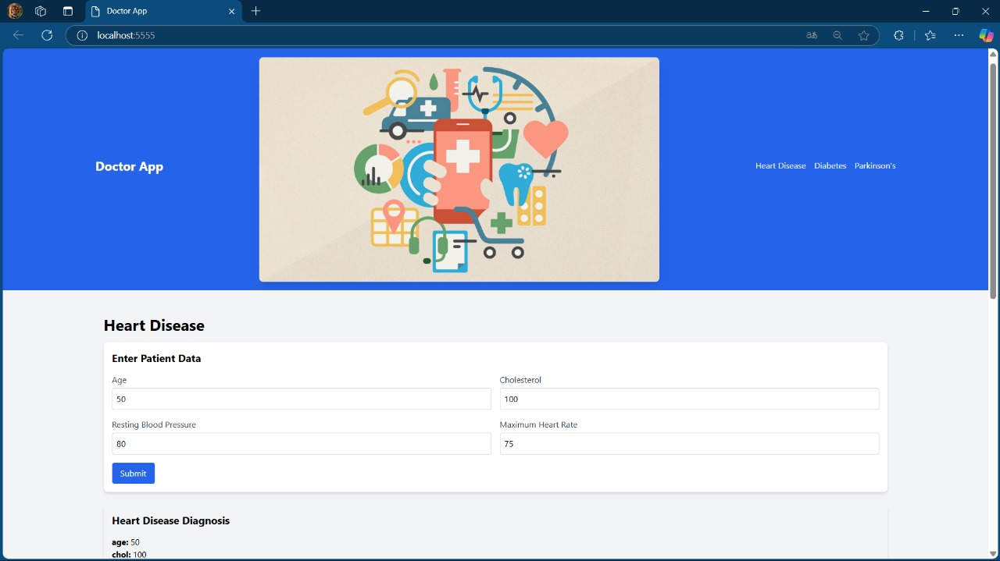 Doctor App
localhost:5555
Doctor App
Heart Disease Diabetes Parkinson's
Heart Disease
Enter Patient Data
Age
50
Cholesterol
100
Resting Blood Pressure
80
Maximum Heart Rate
75
Submit
Heart Disease Diagnosis
age: 50
chol: 100